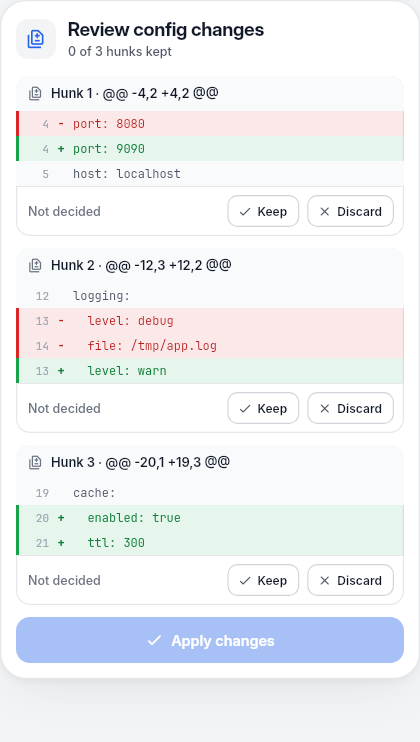 Review config changes
0 of 3 hunks kept
Hunk 1 · @@ -4,2 +4,2 @@
4 - port: 8080
4 + port: 9090
5 host: localhost
Not decided Keep Discard
Hunk 2 · @@ -12,3 +12,2 @@
12 logging:
13 - level: debug
14 - file: /tmp/app.log
13 + level: warn
Not decided Keep Discard
Hunk 3 · @@ -20,1 +19,3 @@
19 cache:
20 + enabled: true
21 + ttl: 300
Not decided Keep Discard
Apply changes